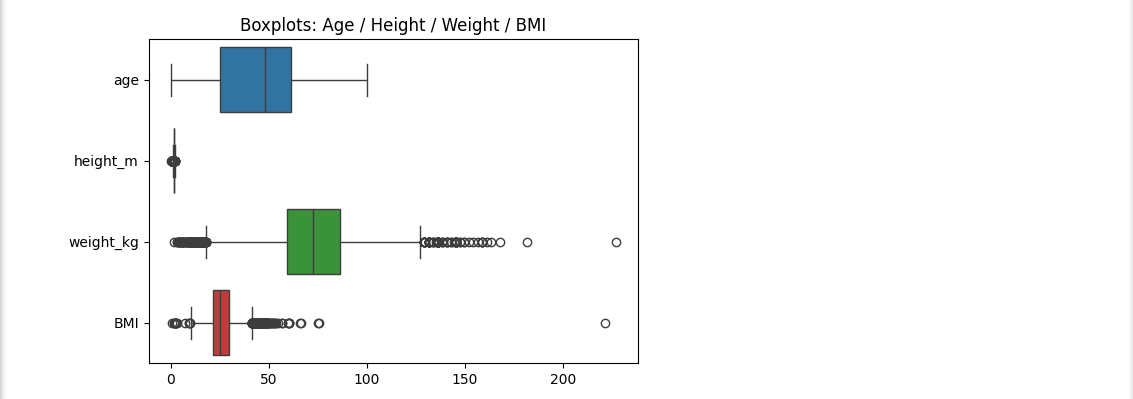 Boxplots: Age / Height / Weight / BMI
age
height_m
weight_kg
BMI
0 50 100 150 200